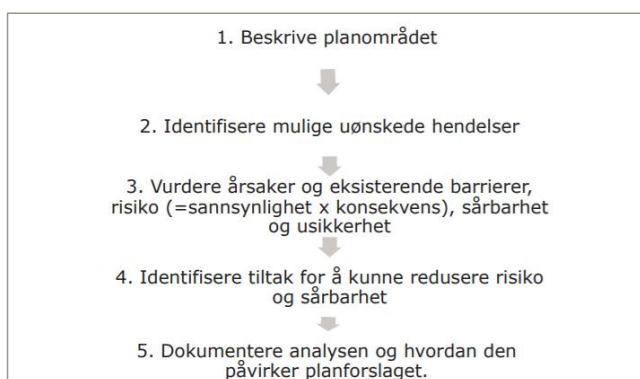 1. Beskrive planområdet
2. Identifisere mulige uønskede hendelser
3. Vurdere årsaker og eksisterende barrierer,
risiko (=sannsynlighet x konsekvens), sårbarhet
og usikkerhet
4. Identifisere tiltak for å kunne redusere risiko
og sårbarhet
5. Dokumentere analysen og hvordan den
påvirker planforslaget.